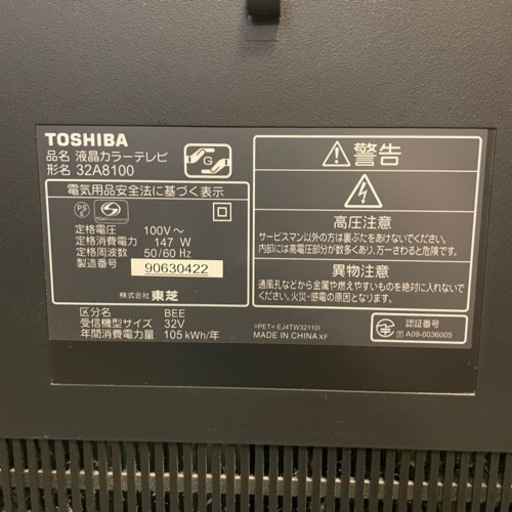 TOSHIBA
品名 液晶カラーテレビ
形名 32A8100
G
電気用品安全法に基づく表示
PS
E
定格電圧 100V～
定格消費電力 147 W
定格周波数 50/60 Hz
製造番号 90630422
株式会社 東芝
区分名 BEE
受信機型サイズ 32V
年間消費電力量 105 kWh/年
警告
高圧注意
サービスマン以外の方は裏ぶたをあけないでください。
内部には高電圧部分が数多くあり、万一さわると危険です。
異物注意
通風孔などから金属や燃えやすいものなどを入れないで
ください。火災・感電の原因となります。
>PET< EJ4TW32110I
MADE IN CHINA XF
認証番号
T A09-0036005